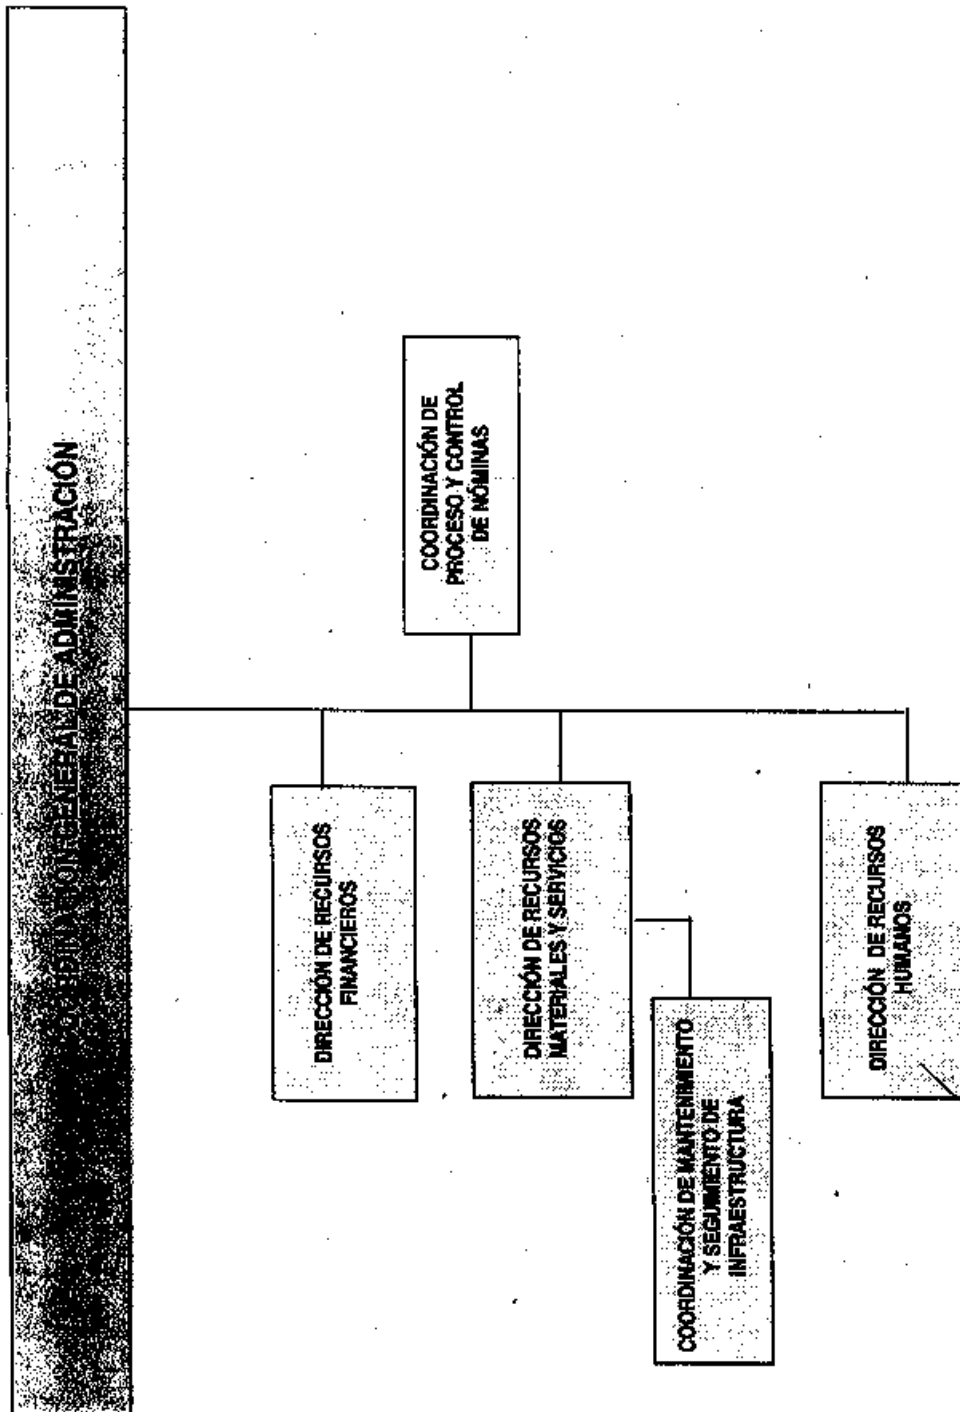 COORDINACIÓN GENERAL DE ADMINISTRACIÓN
COORDINACIÓN DE
PROCESO Y CONTROL
DE NÓMINAS
DIRECCIÓN DE RECURSOS
FINANCIEROS
DIRECCIÓN DE RECURSOS
MATERIALES Y SERVICIOS
COORDINACIÓN DE MANTENIMIENTO
Y SEGUIMIENTO DE
INFRAESTRUCTURA
DIRECCIÓN DE RECURSOS
HUMANOS